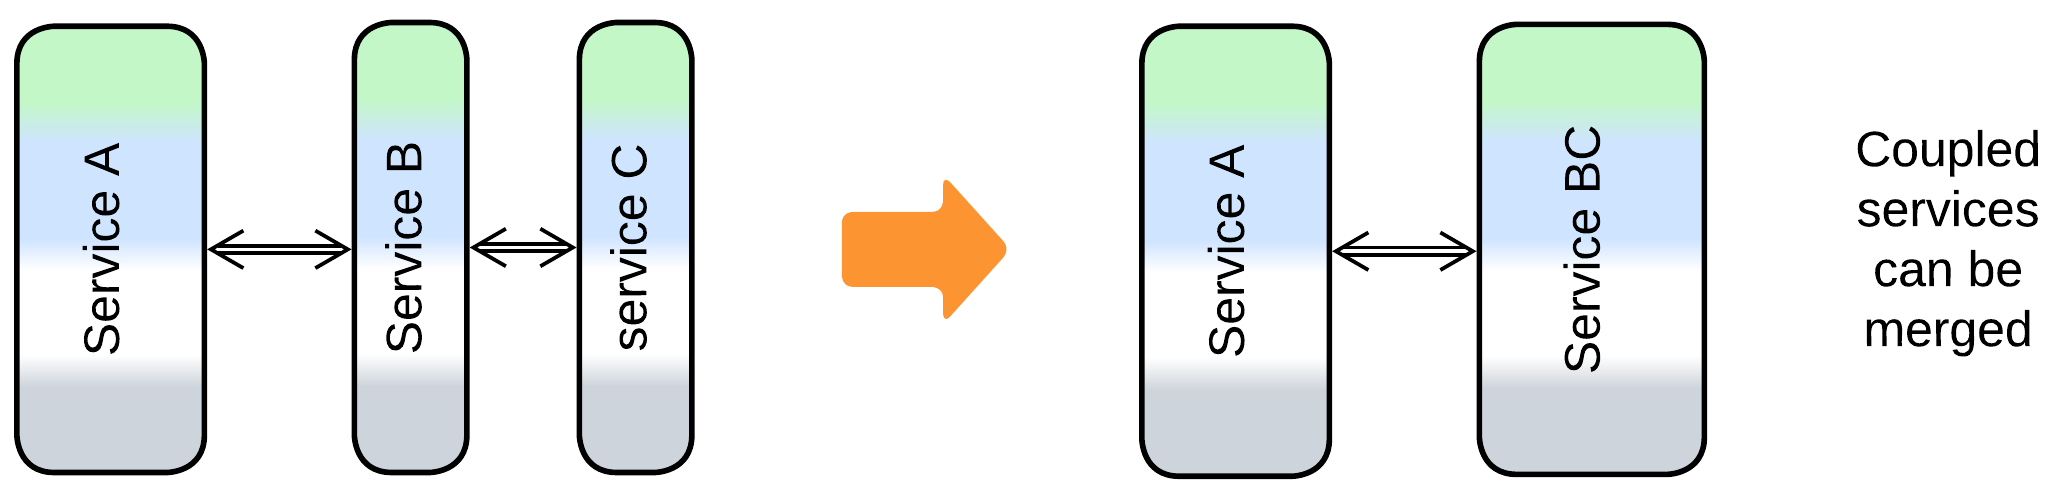 Service A
Service B
service C
Service A
Service BC
Coupled
services
can be
merged